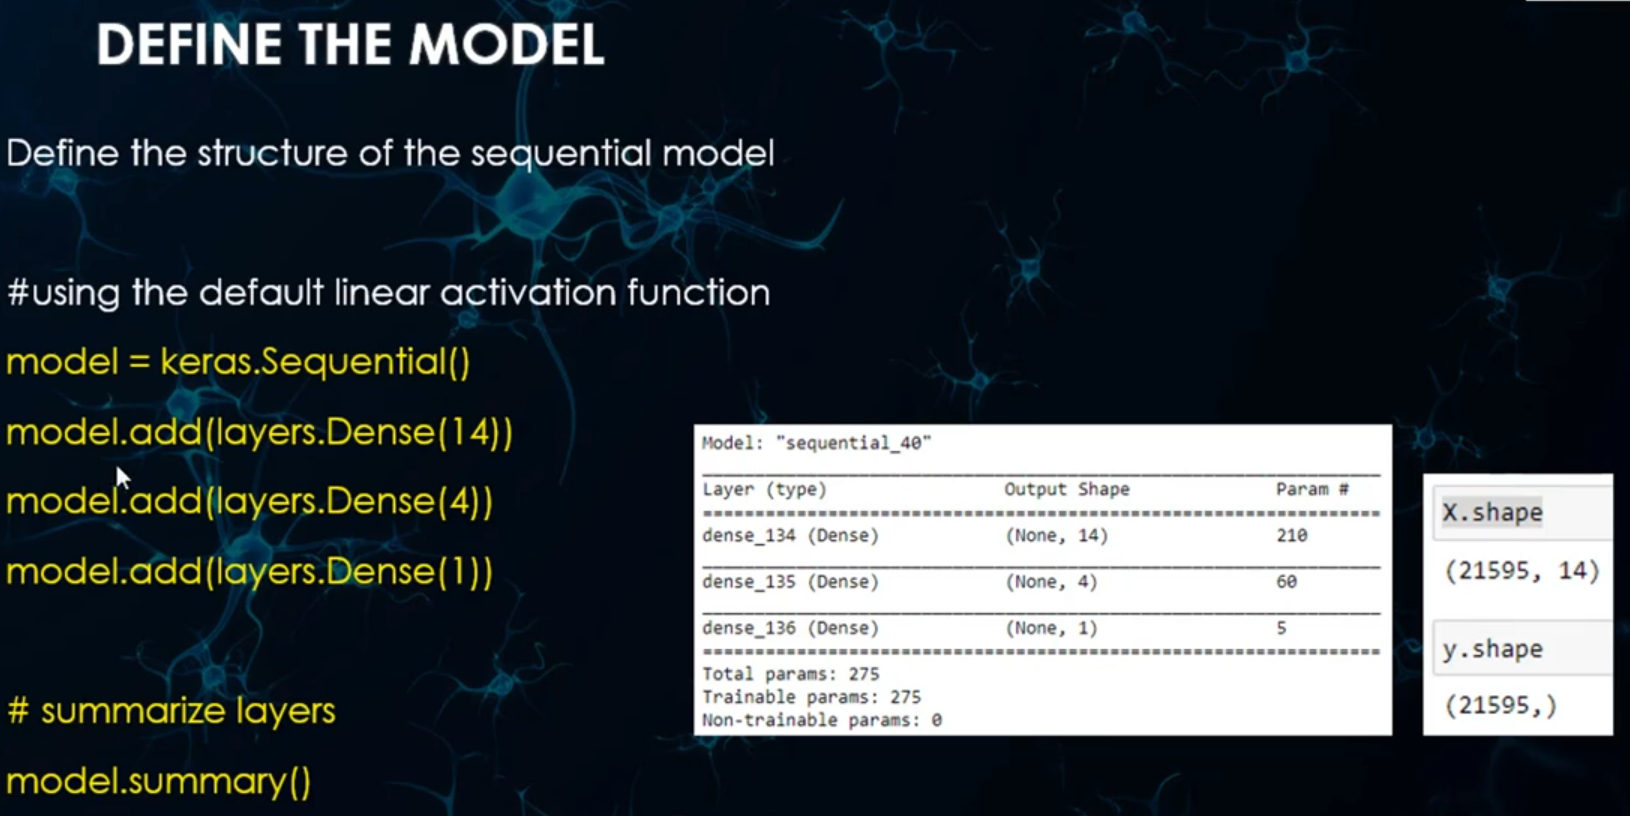 DEFINE THE MODEL
Define the structure of the sequential model
#using the default linear activation function
model = keras.Sequential()
model.add(layers.Dense(14))
model.add(layers.Dense(4))
model.add(layers.Dense(1))
# summarize layers
model.summary()
Model: "sequential_40"
Layer (type) Output Shape Param #
dense_134 (Dense) (None, 14) 210
dense_135 (Dense) (None, 4) 60
dense_136 (Dense) (None, 1) 5
Total params: 275
Trainable params: 275
Non-trainable params: 0
X.shape
(21595, 14)
y.shape
(21595,)